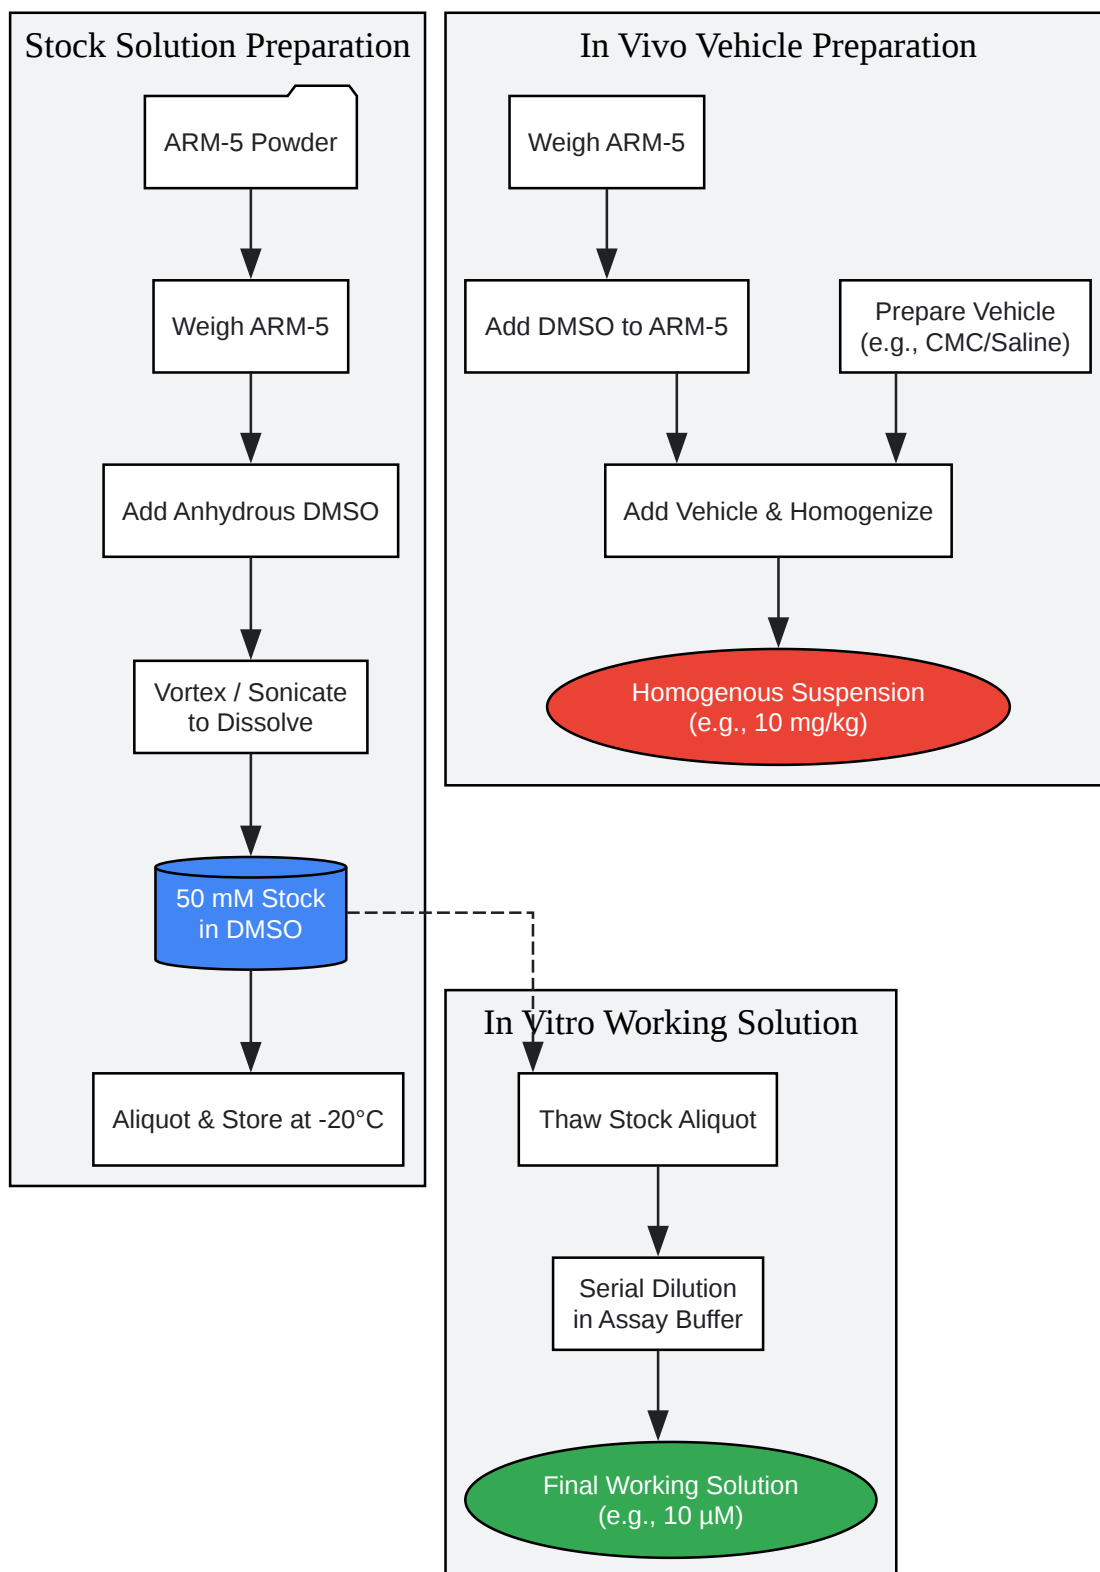 Stock Solution Preparation
ARM-5 Powder
Weigh ARM-5
Add Anhydrous DMSO
Vortex / Sonicate
to Dissolve
50 mM Stock
in DMSO
Aliquot & Store at -20°C
In Vivo Vehicle Preparation
Weigh ARM-5
Add DMSO to ARM-5
Prepare Vehicle
(e.g., CMC/Saline)
Add Vehicle & Homogenize
Homogenous Suspension
(e.g., 10 mg/kg)
In Vitro Working Solution
Thaw Stock Aliquot
Serial Dilution
in Assay Buffer
Final Working Solution
(e.g., 10 µM)